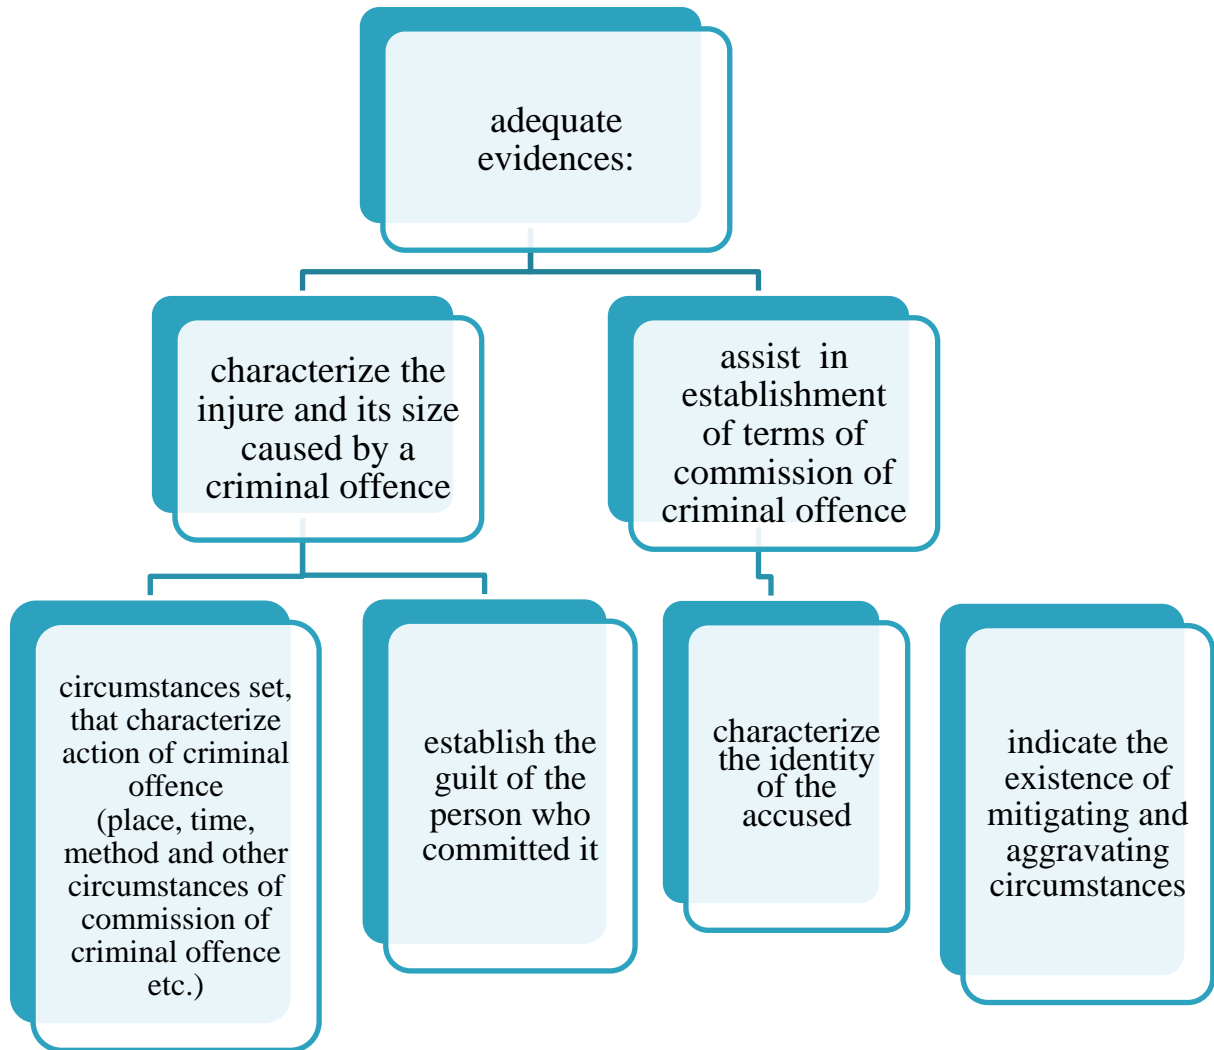 adequate
evidences:
characterize the
injure and its size
caused by a
criminal offence
assist in
establishment
of terms of
commission of
criminal offence
circumstances set,
that characterize
action of criminal
offence
(place, time,
method and other
circumstances of
commission of
criminal offence
etc.)
establish the
guilt of the
person who
committed it
characterize
the identity
of the
accused
indicate the
existence of
mitigating and
aggravating
circumstances